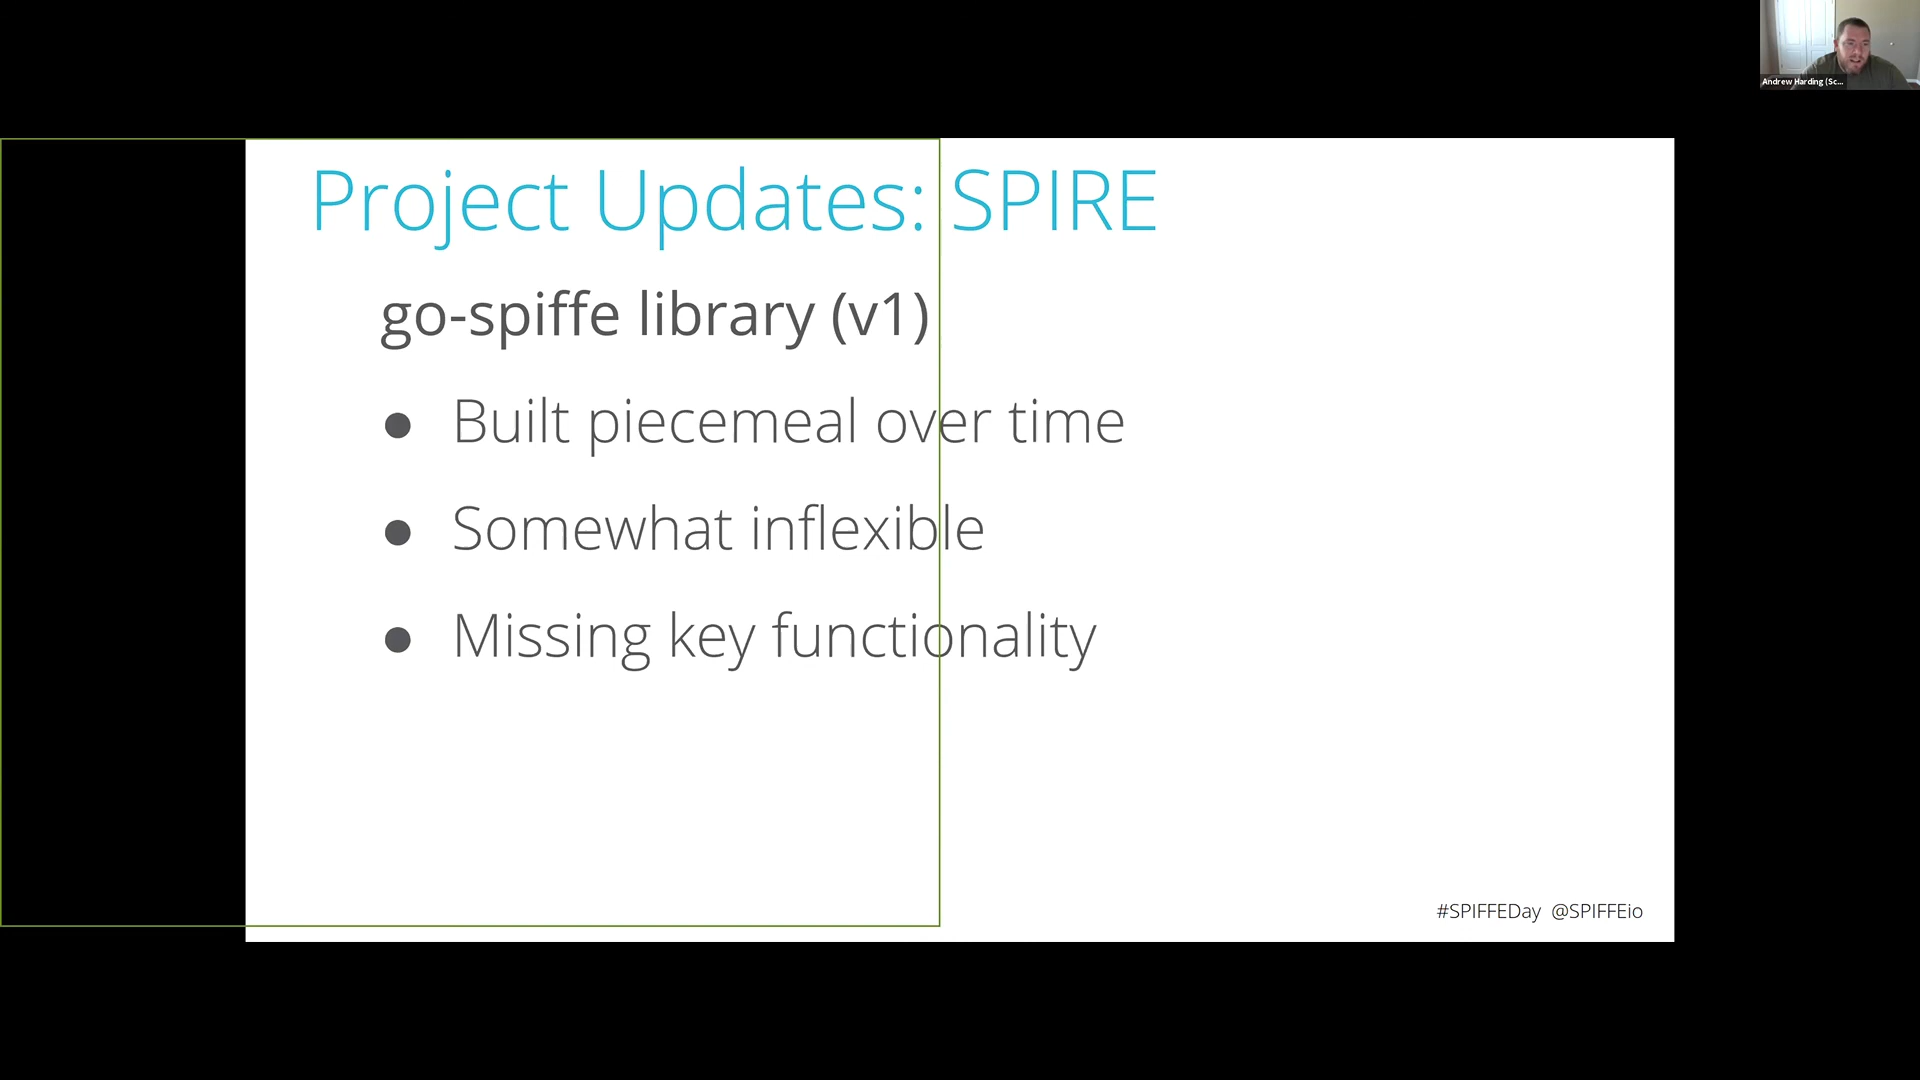 Andrew Harding (Sc...
Project Updates: SPIRE
go-spiffe library (v1)
● Built piecemeal over time
● Somewhat inflexible
● Missing key functionality
#SPIFFEDay @SPIFFEio